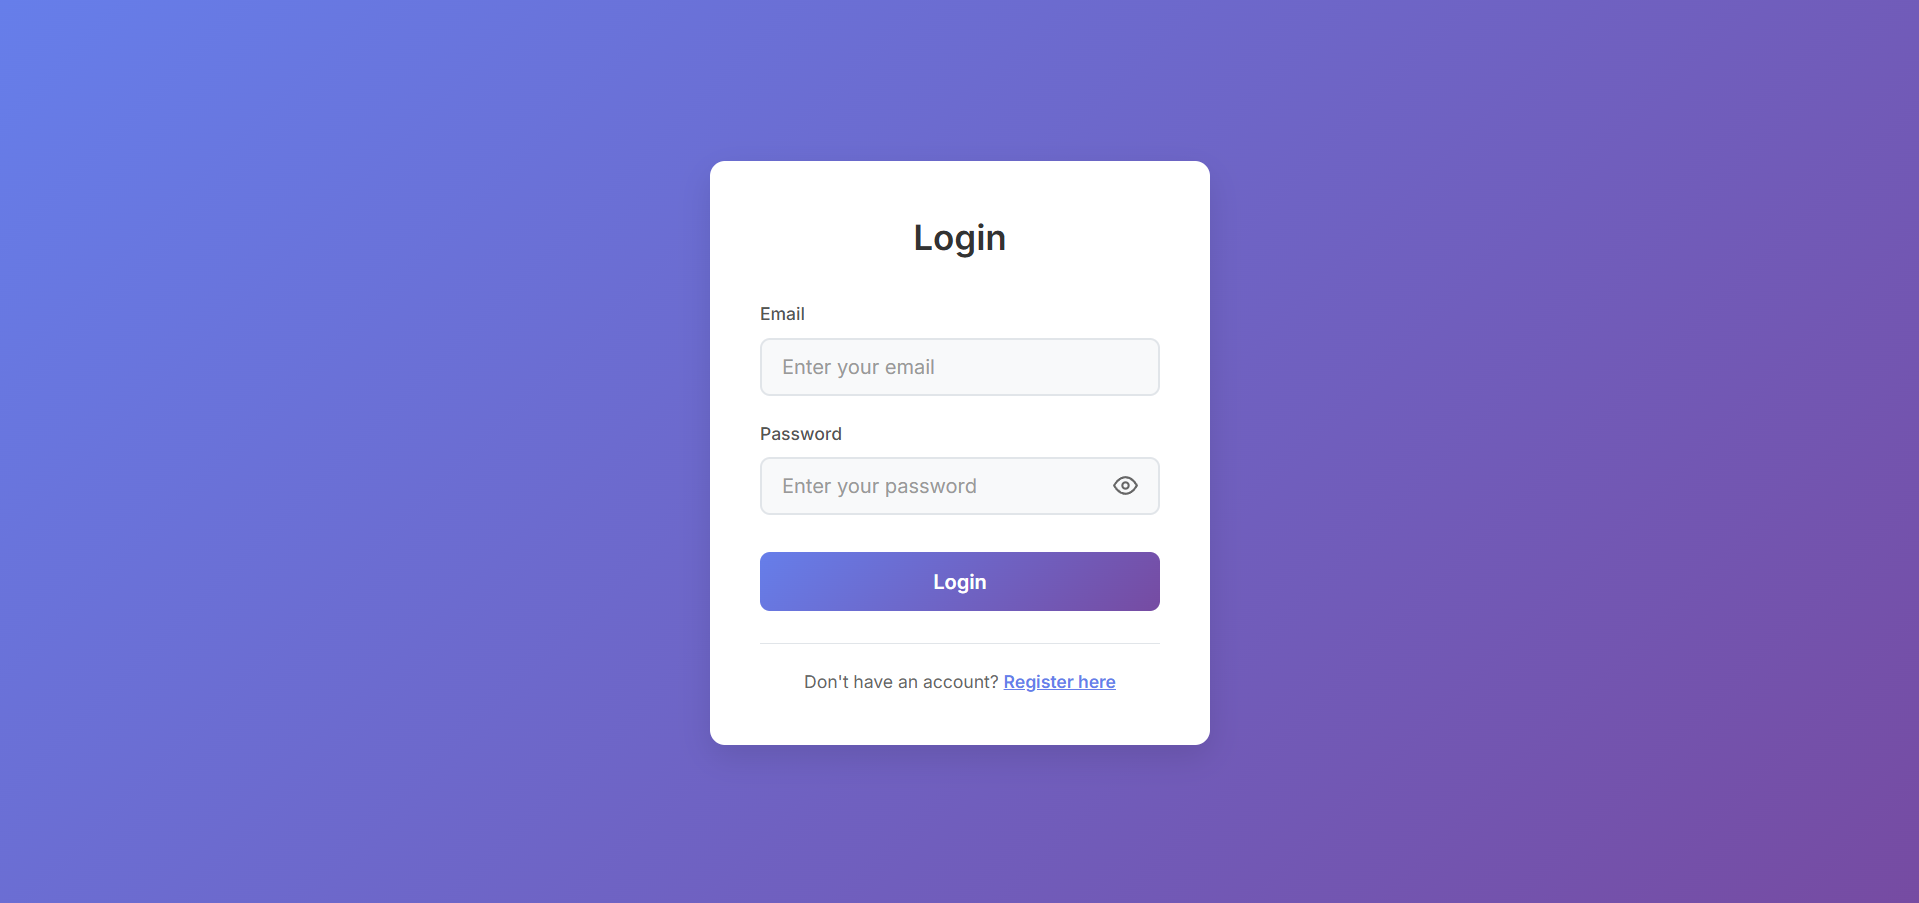 Login
Email
Enter your email
Password
Enter your password
Login
Don't have an account? Register here